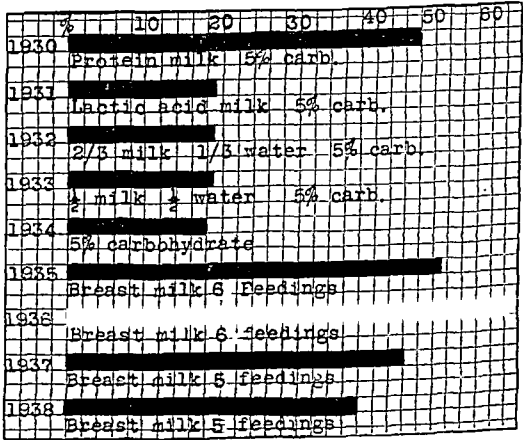 % 10 20 30 40 50 60
1930
Protein milk 5% carb.
1931
Lactic acid milk 5% carb.
1932
2/3 milk 1/3 water 5% carb.
1933
½ milk ½ water 5% carb.
1934
5% carbohydrate
1935
Breast milk 6 Feedings
1936
Breast milk 6 feedings
1937
Breast milk 5 feedings
1938
Breast milk 5 feedings